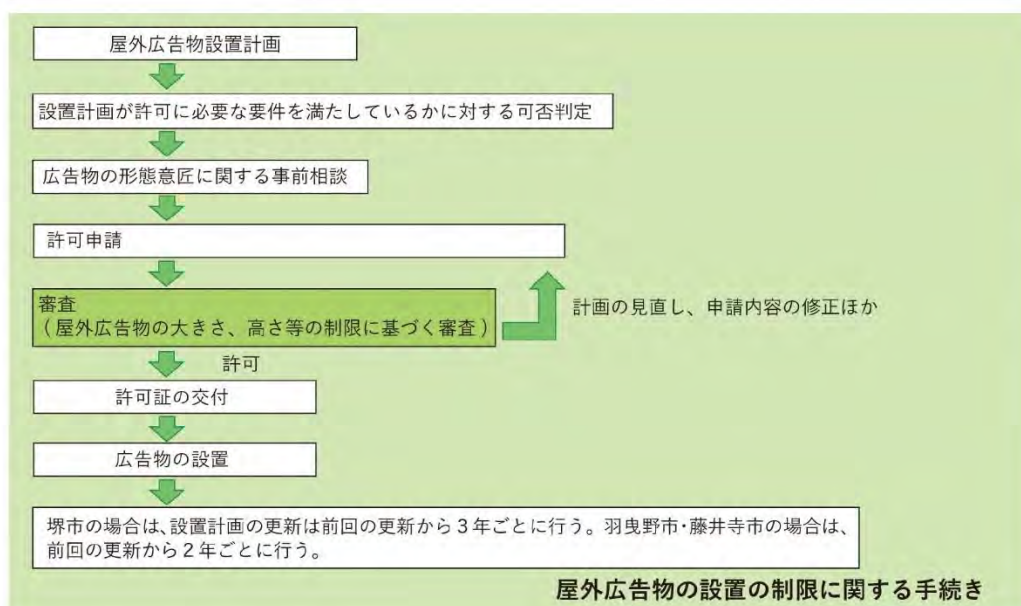 屋外広告物設置計画
設置計画が許可に必要な要件を満たしているかに対する可否判定
広告物の形態意匠に関する事前相談
許可申請
審査
（屋外広告物の大きさ、高さ等の制限に基づく審査）
計画の見直し、申請内容の修正ほか
許可
許可証の交付
広告物の設置
堺市の場合は、設置計画の更新は前回の更新から３年ごとに行う。羽曳野市・藤井寺市の場合は、
前回の更新から２年ごとに行う。
屋外広告物の設置の制限に関する手続き